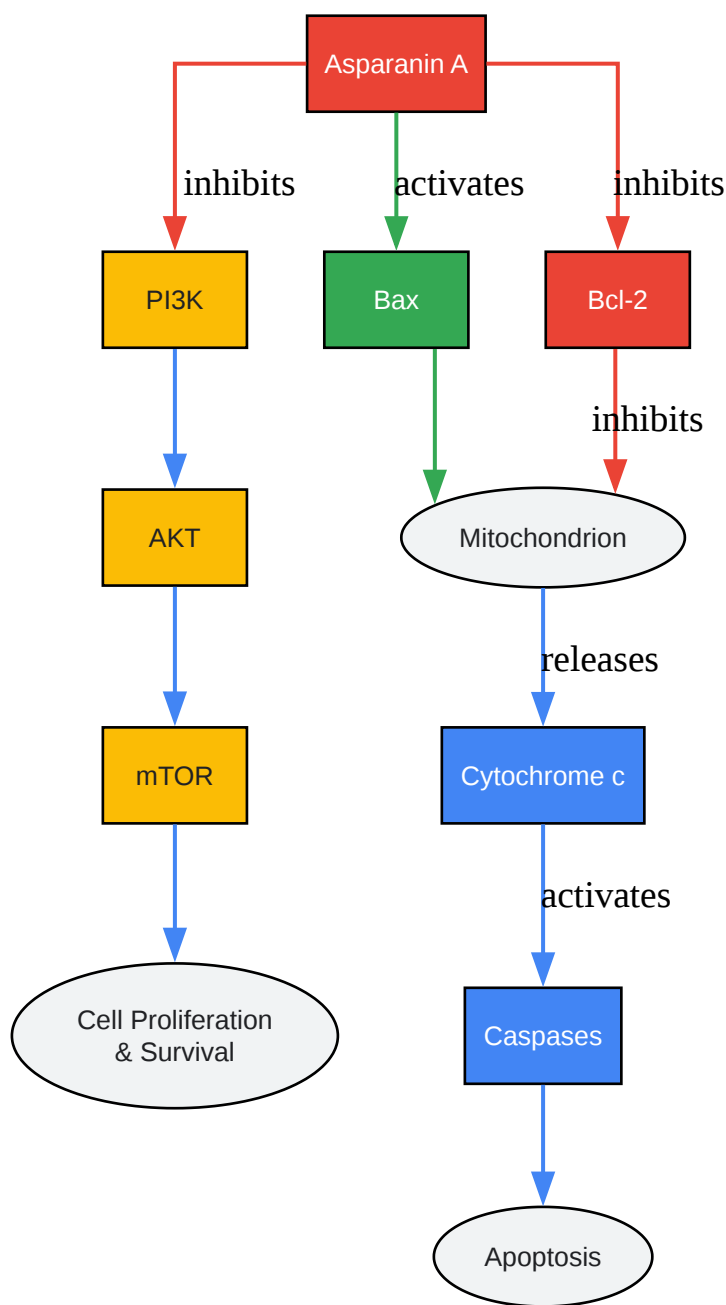 Asparanin A
inhibits
activates
inhibits
PI3K
Bax
Bcl-2
inhibits
AKT
Mitochondrion
releases
mTOR
Cytochrome c
activates
Cell Proliferation
& Survival
Caspases
Apoptosis